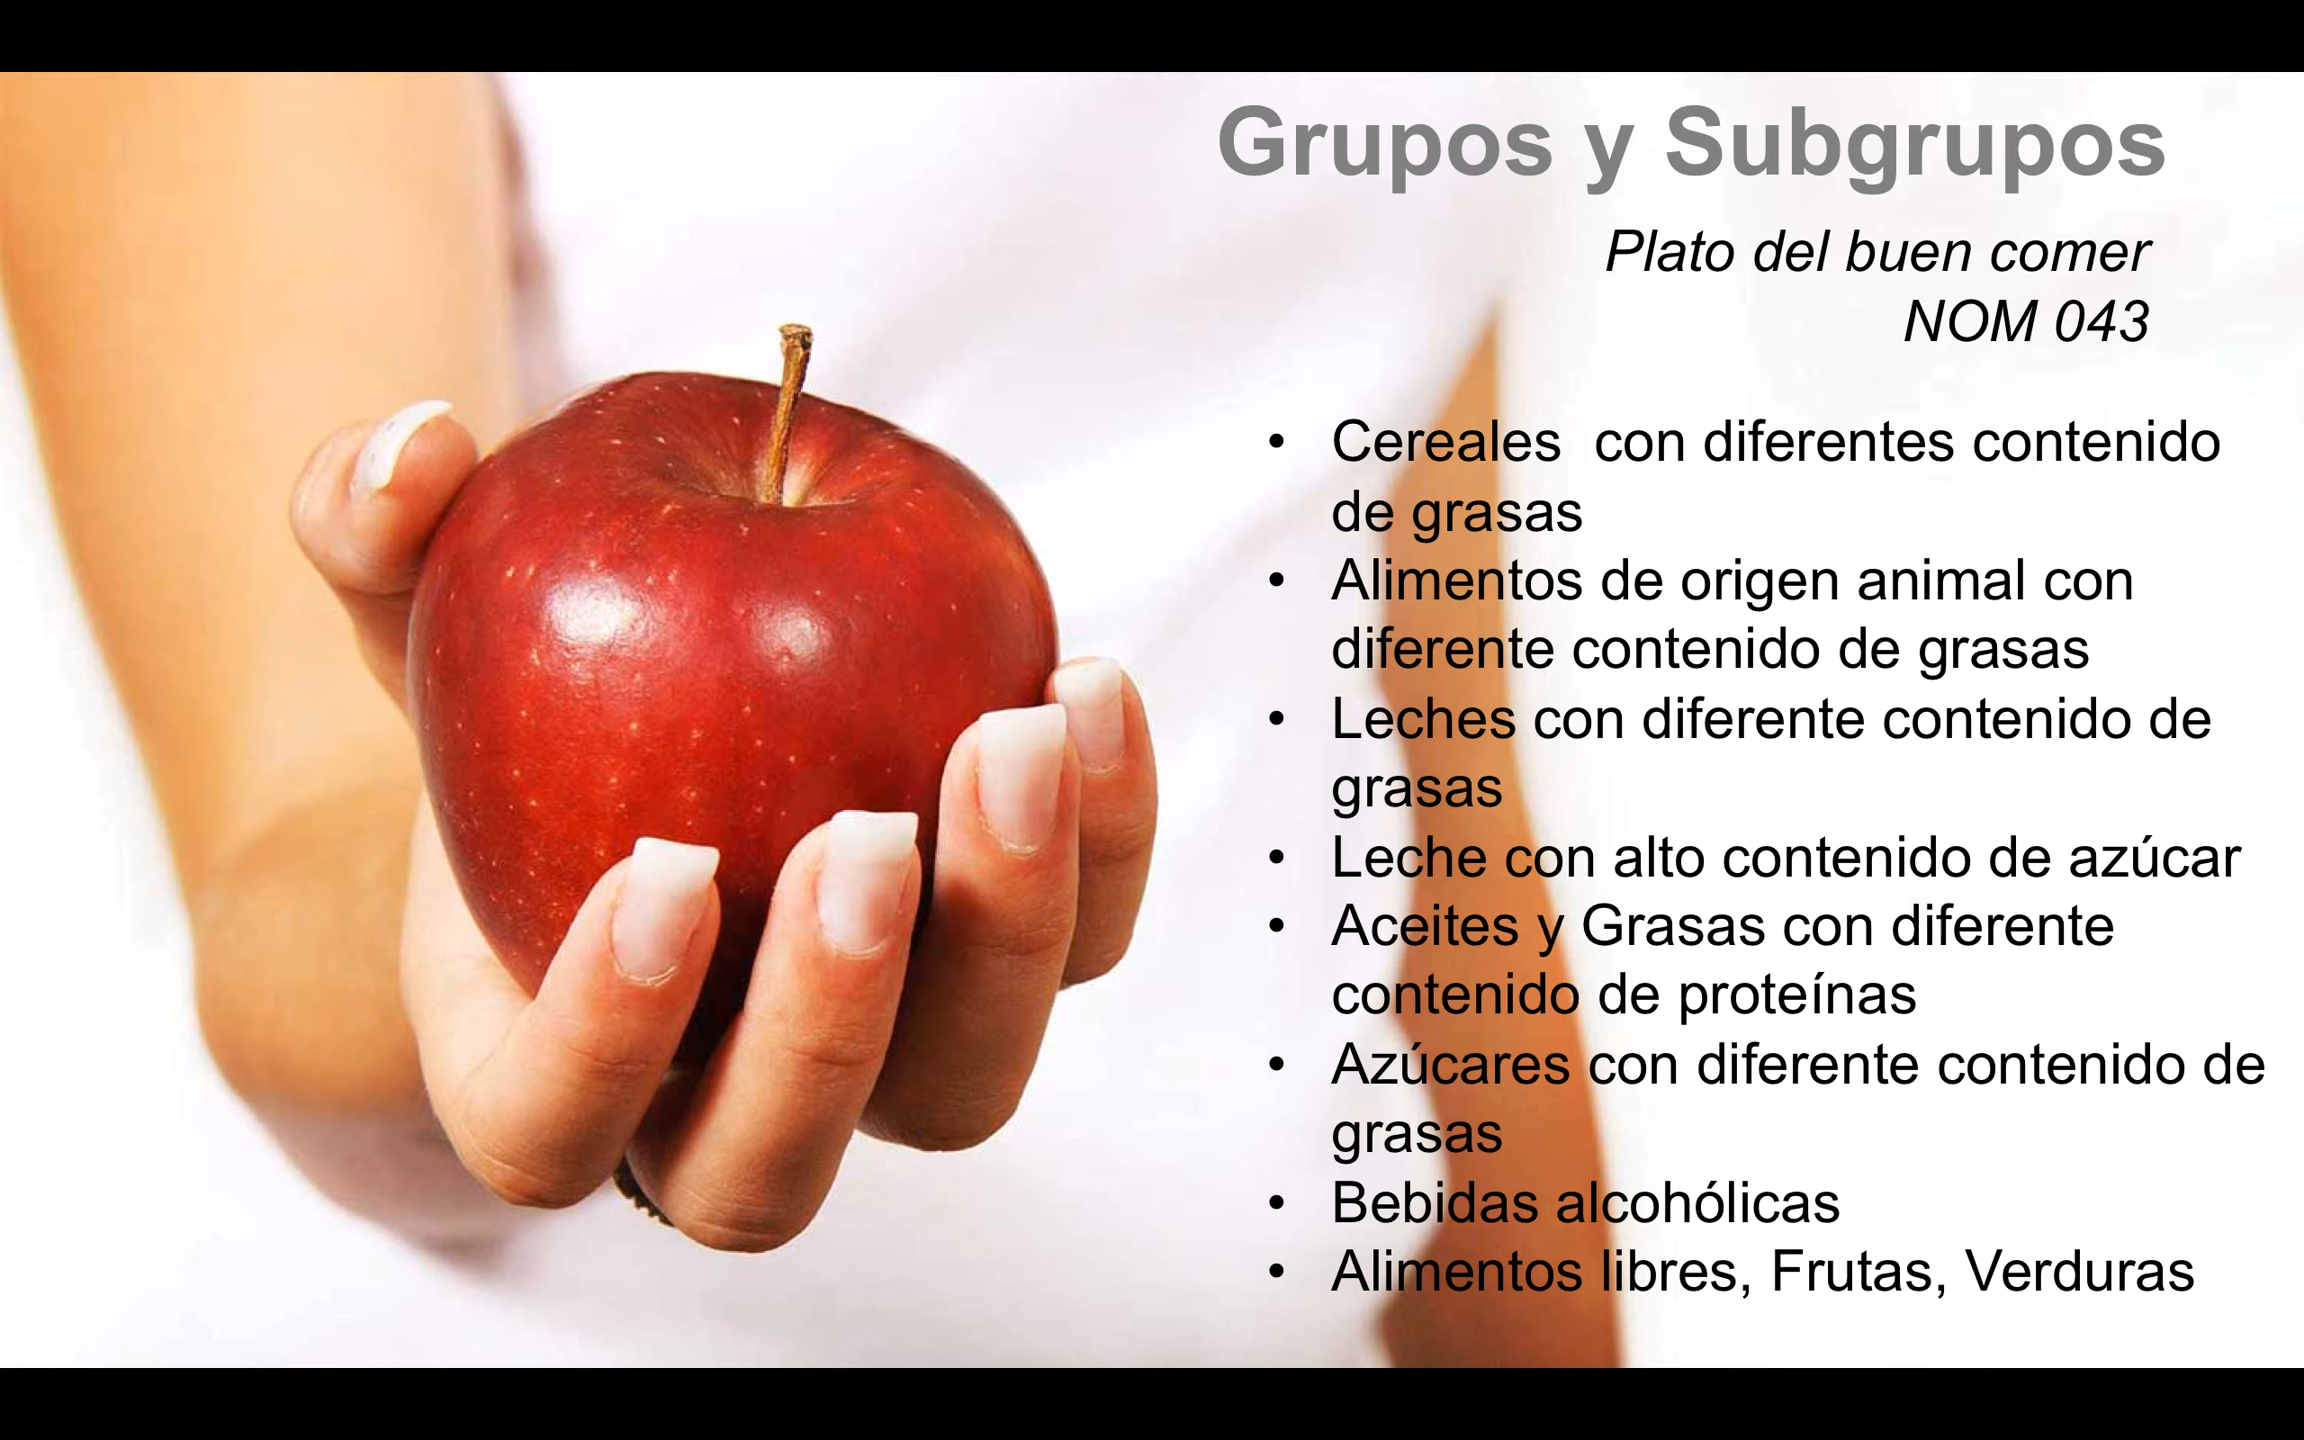 Grupos y Subgrupos
Plato del buen comer
NOM 043
• Cereales  con diferentes contenido
de grasas
• Alimentos de origen animal con
diferente contenido de grasas
• Leches con diferente contenido de
grasas
• Leche con alto contenido de azúcar
• Aceites y Grasas con diferente
contenido de proteínas
• Azúcares con diferente contenido de
grasas
• Bebidas alcohólicas
• Alimentos libres, Frutas, Verduras